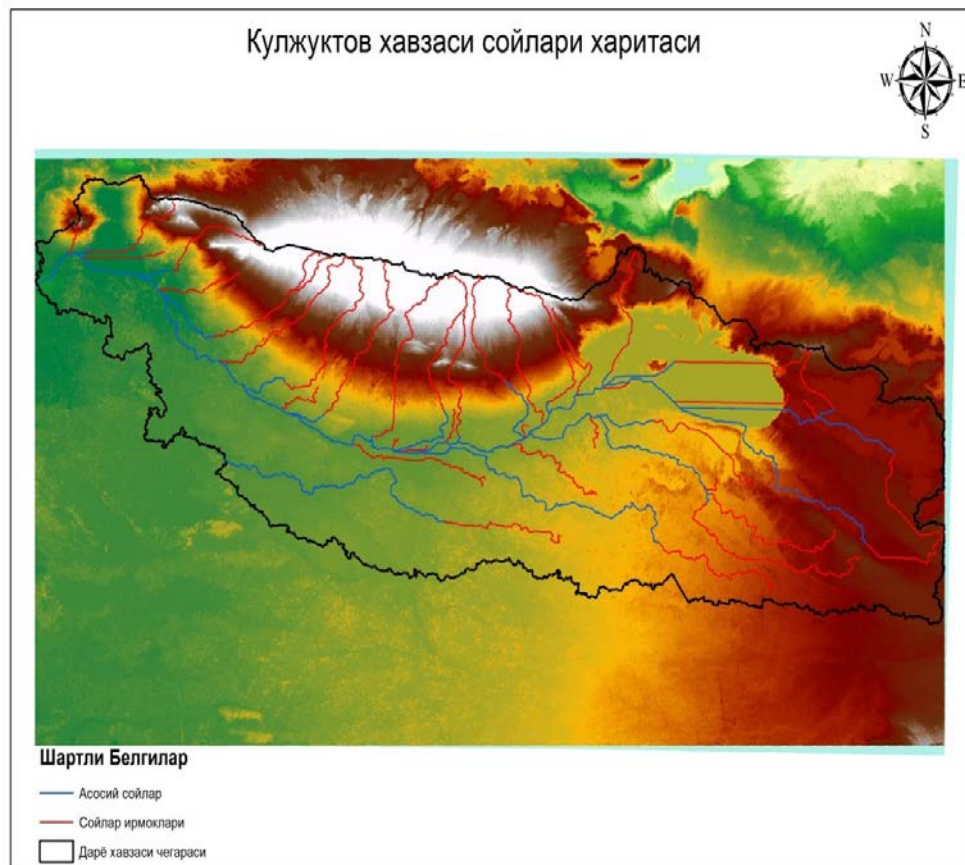 Кулжуктов хавзаси сойлари харитаси
N
W E
S
Шартли Белгилар
Асосий сойлар
Сойлар ирмоклари
Дарё хавзаси чегараси